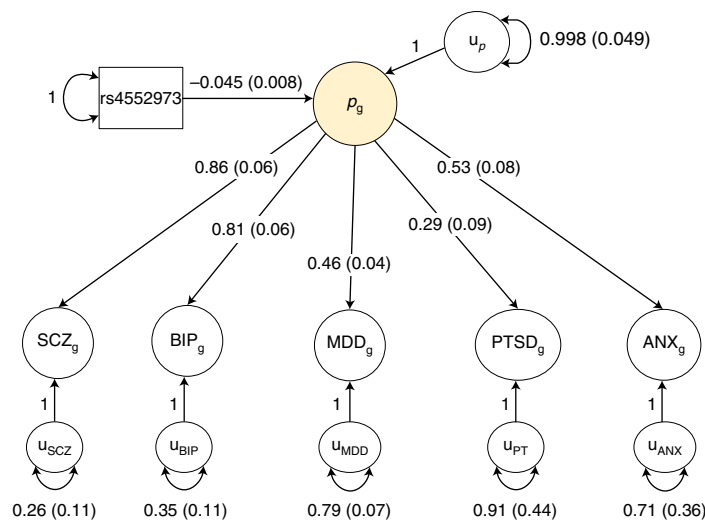 u_p
0.998 (0.049)
1
–0.045 (0.008)
1
rs4552973
p_g
0.86 (0.06)
0.53 (0.08)
0.81 (0.06)
0.29 (0.09)
0.46 (0.04)
SCZ_g
BIP_g
MDD_g
PTSD_g
ANX_g
1
1
1
1
1
u_SCZ
u_BIP
u_MDD
u_PT
u_ANX
0.26 (0.11)
0.35 (0.11)
0.79 (0.07)
0.91 (0.44)
0.71 (0.36)